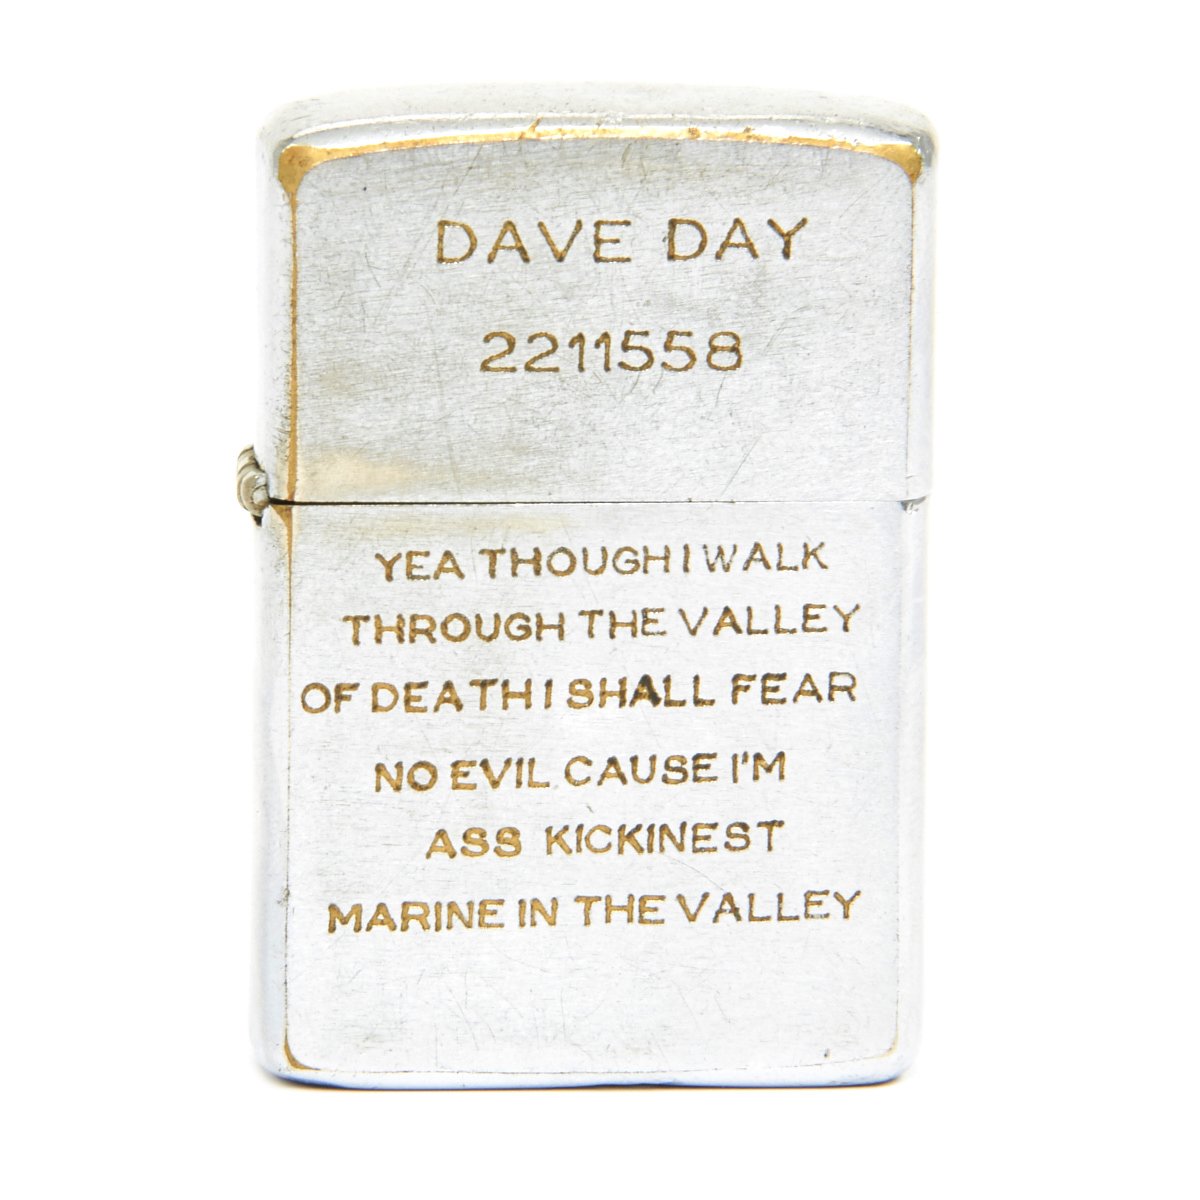 DAVE DAY
2211558
YEA THOUGH I WALK
THROUGH THE VALLEY
OF DEATH I SHALL FEAR
NO EVIL CAUSE I'M
ASS KICKINEST
MARINE IN THE VALLEY